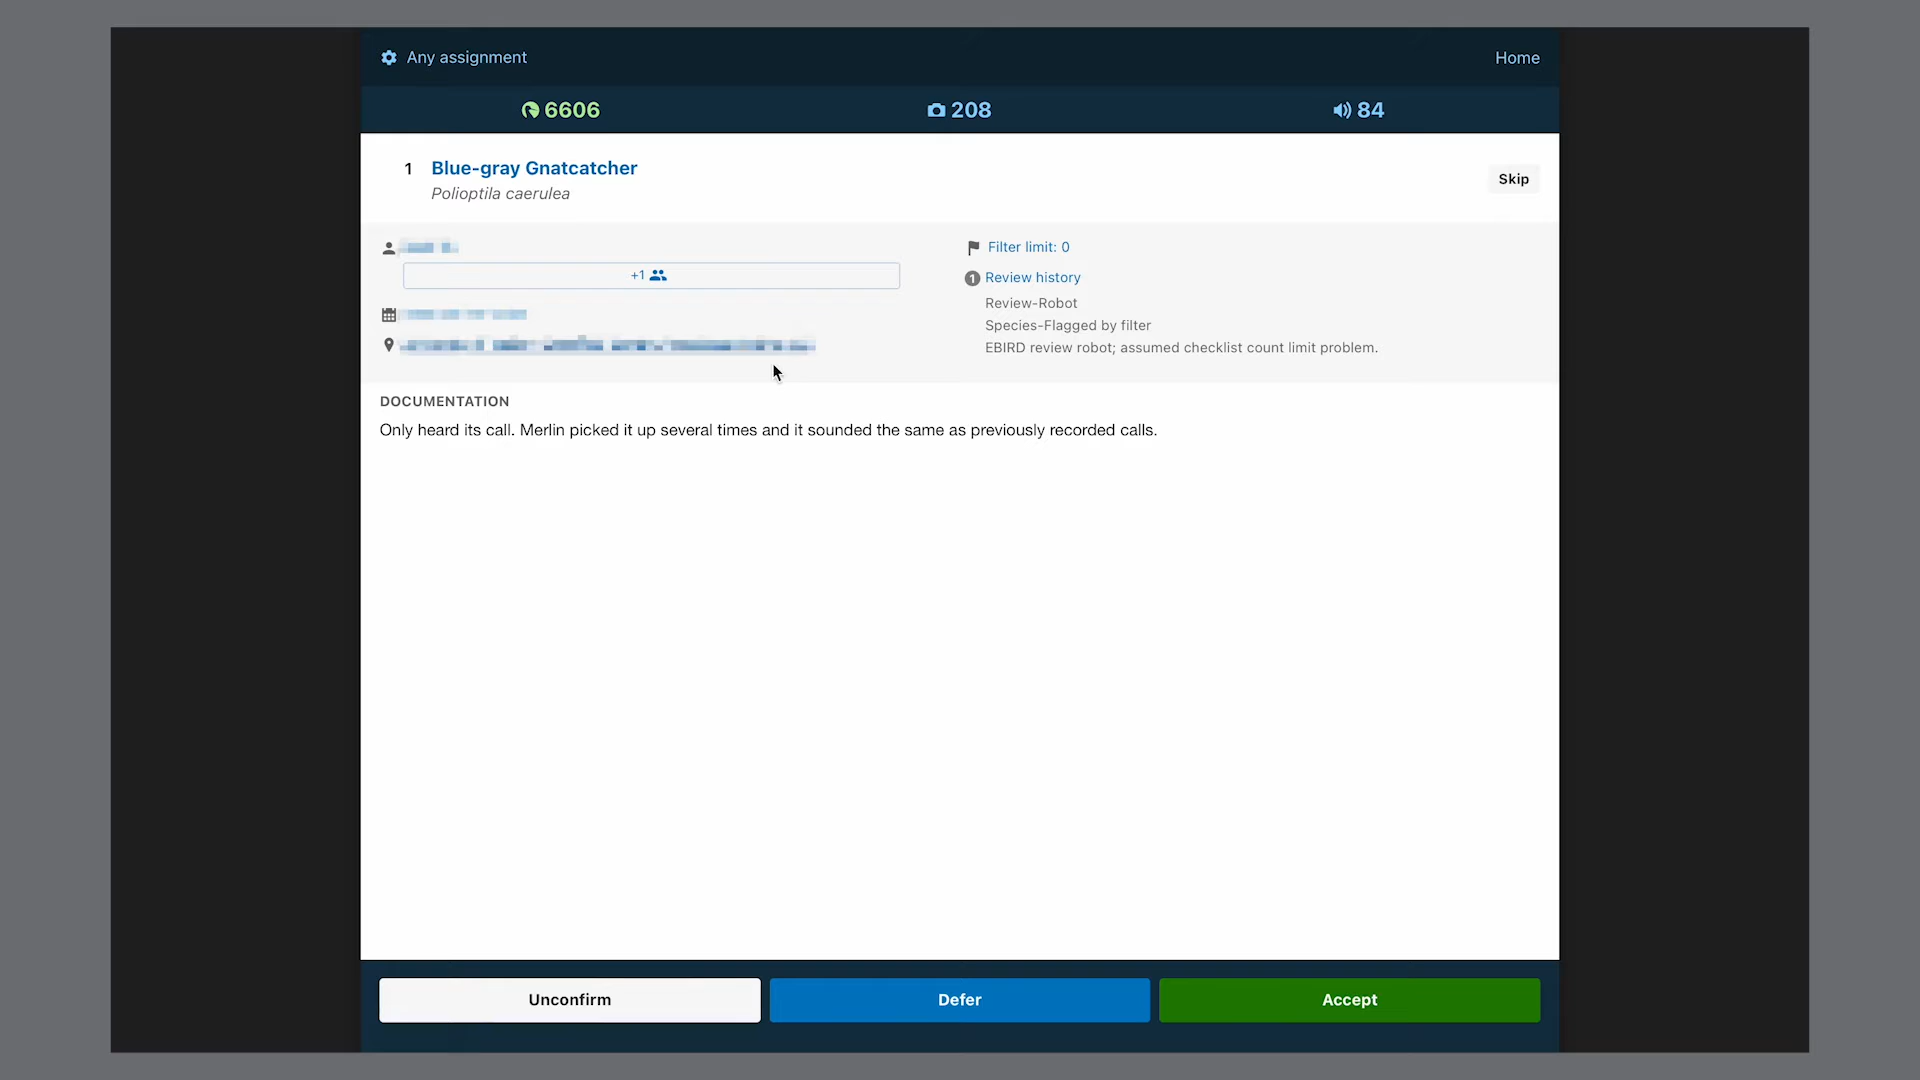 Any assignment
Home
6606
208
84
1 Blue-gray Gnatcatcher
Polioptila caerulea
Skip
+1
Filter limit: 0
1 Review history
Review-Robot
Species-Flagged by filter
EBIRD review robot; assumed checklist count limit problem.
DOCUMENTATION
Only heard its call. Merlin picked it up several times and it sounded the same as previously recorded calls.
Unconfirm
Defer
Accept